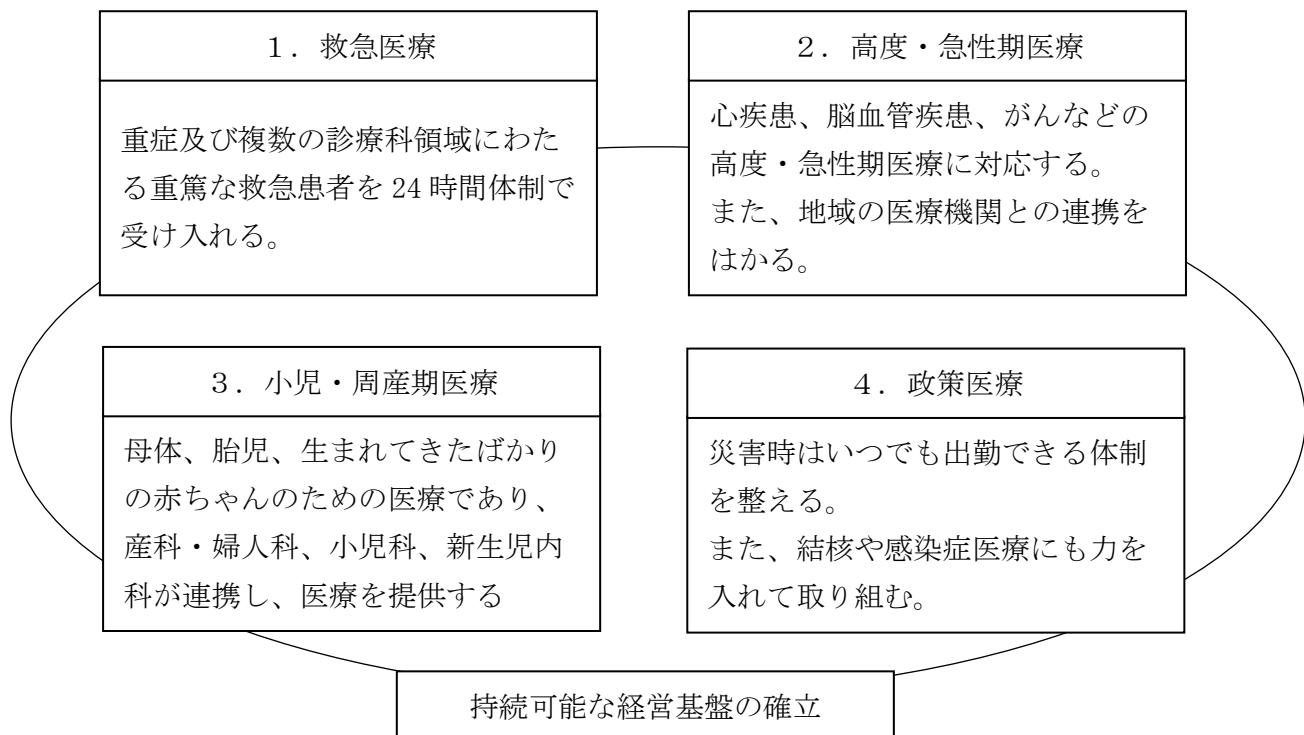 1. 救急医療
重症及び複数の診療科領域にわた
る重篤な救急患者を 24 時間体制で
受け入れる。
2. 高度・急性期医療
心疾患、脳血管疾患、がんなどの
高度・急性期医療に対応する。
また、地域の医療機関との連携を
はかる。
3. 小児・周産期医療
母体、胎児、生まれてきたばかり
の赤ちゃんのための医療であり、
産科・婦人科、小児科、新生児内
科が連携し、医療を提供する
4. 政策医療
災害時はいつでも出勤できる体制
を整える。
また、結核や感染症医療にも力を
入れて取り組む。
持続可能な経営基盤の確立